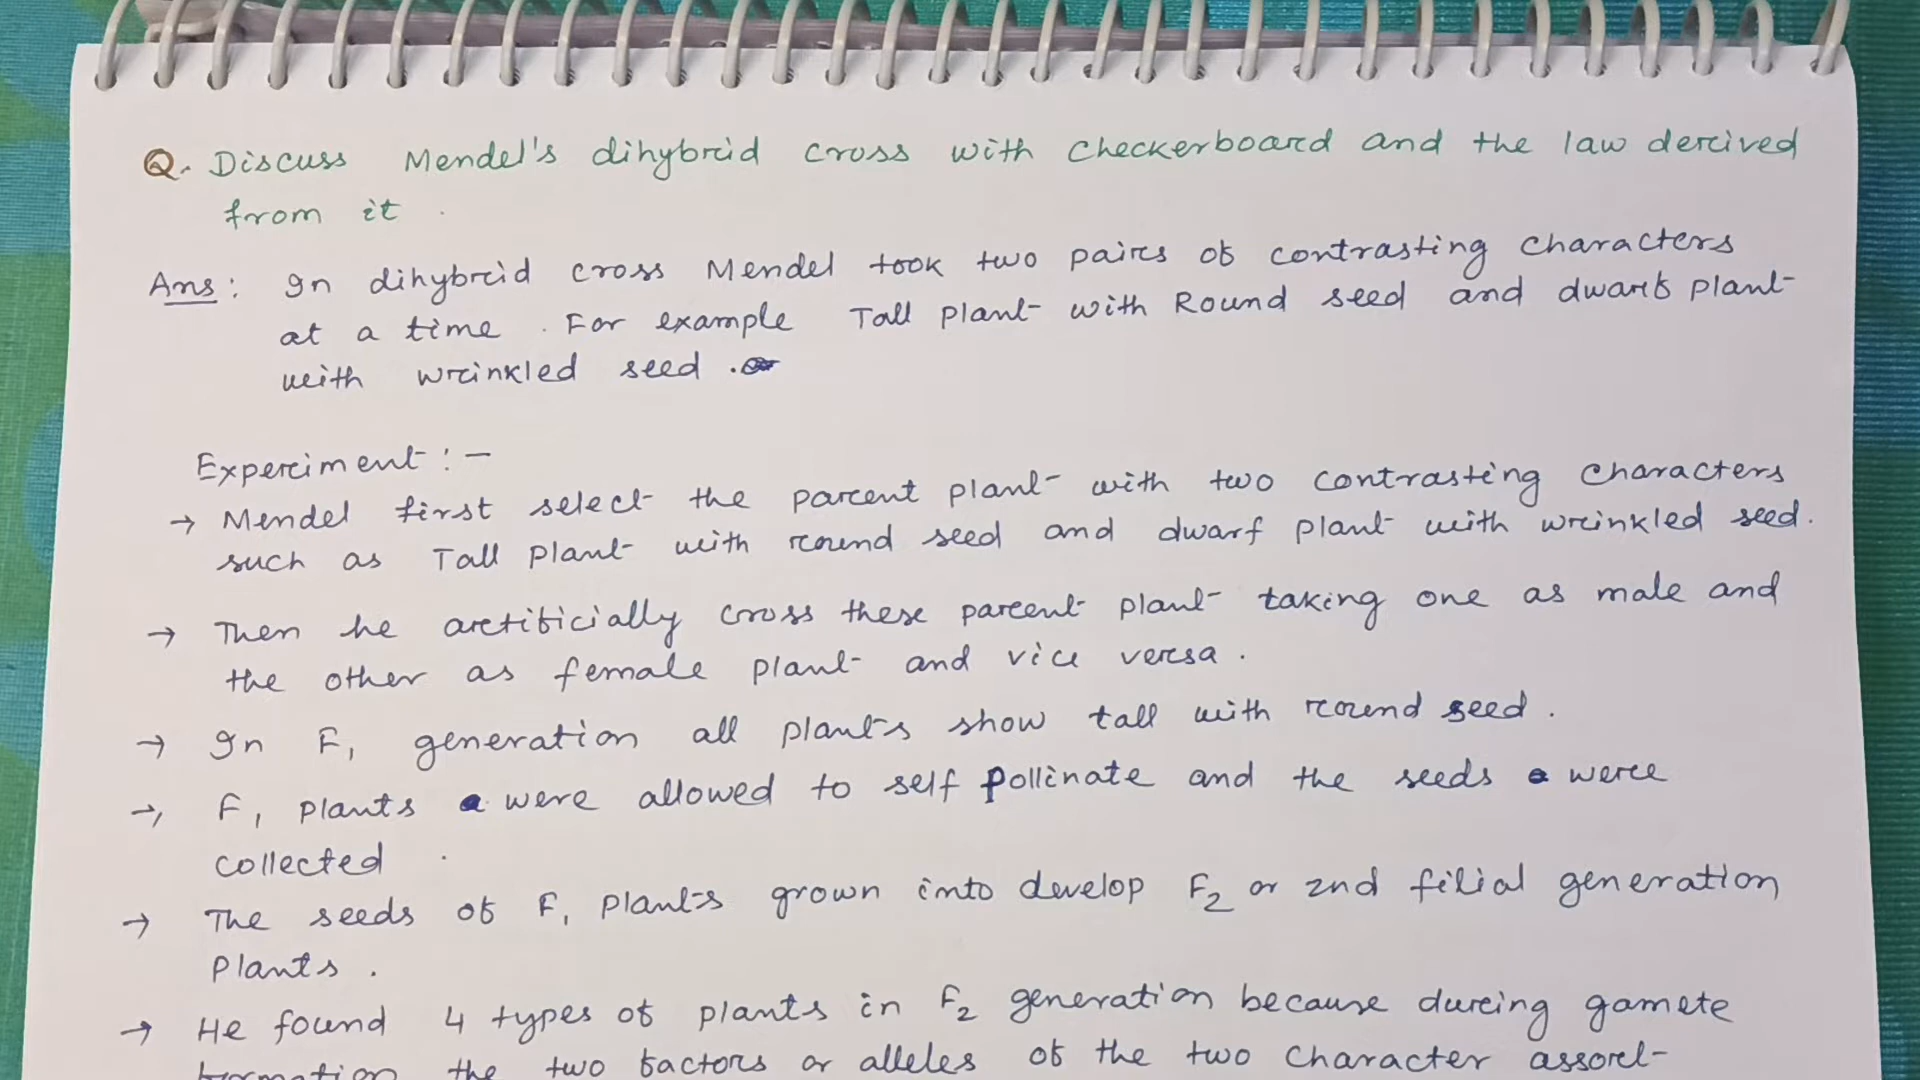 Q. Discuss Mendel's dihybrid cross with checkerboard and the law derived
from it.
Ans: In dihybrid cross Mendel took two pairs of contrasting characters
at a time. For example Tall plant with Round seed and dwarf plant
with wrinkled seed.
Experiment :-
→ Mendel first select the parent plant with two contrasting characters
such as Tall plant with round seed and dwarf plant with wrinkled seed.
→ Then he artificially cross these parent plant taking one as male and
the other as female plant and vice versa.
→ In F₁ generation all plants show tall with round seed.
→ F₁ plants were allowed to self pollinate and the seeds were
collected.
→ The seeds of F₁ plants grown into develop F₂ or 2nd filial generation
plants.
→ He found 4 types of plants in F₂ generation because during gamete
formation the two factors or alleles of the two character assort